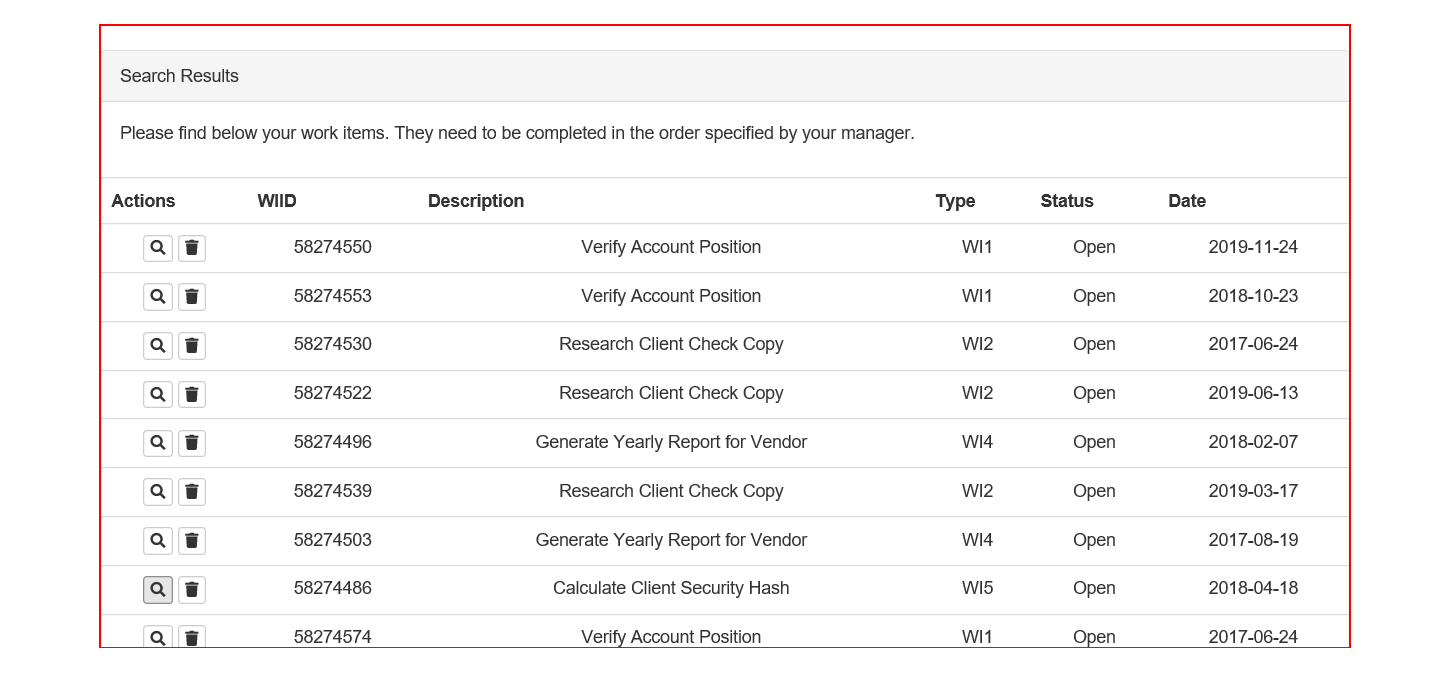 Search Results
Please find below your work items. They need to be completed in the order specified by your manager.
Actions WIID Description Type Status Date
58274550 Verify Account Position WI1 Open 2019-11-24
58274553 Verify Account Position WI1 Open 2018-10-23
58274530 Research Client Check Copy WI2 Open 2017-06-24
58274522 Research Client Check Copy WI2 Open 2019-06-13
58274496 Generate Yearly Report for Vendor WI4 Open 2018-02-07
58274539 Research Client Check Copy WI2 Open 2019-03-17
58274503 Generate Yearly Report for Vendor WI4 Open 2017-08-19
58274486 Calculate Client Security Hash WI5 Open 2018-04-18
58274574 Verify Account Position WI1 Open 2017-06-24